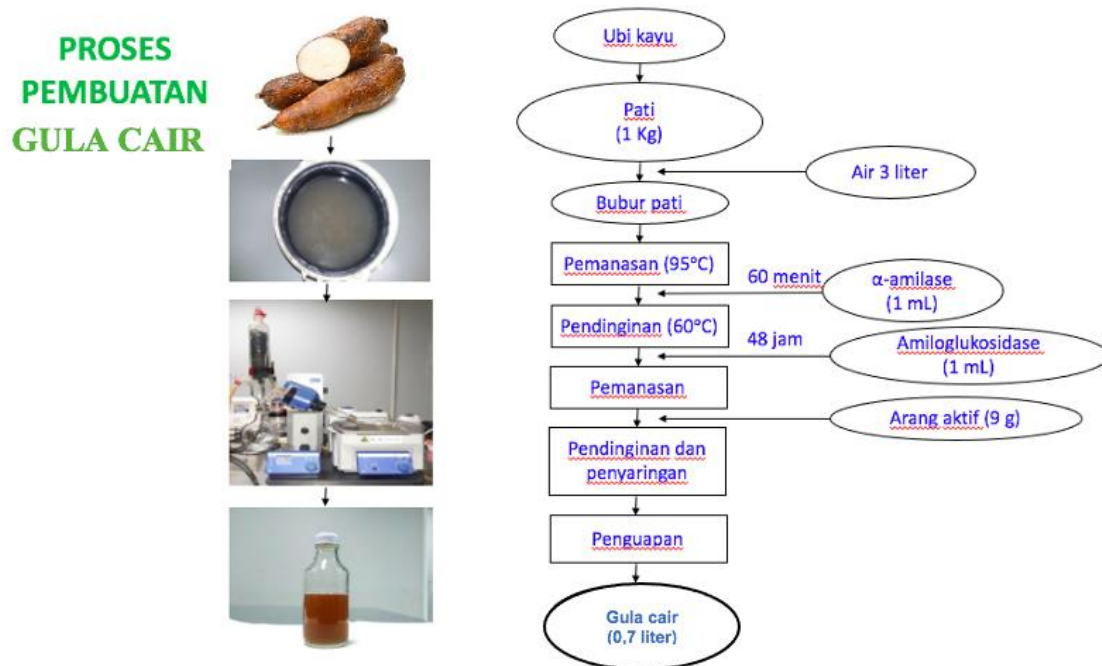 PROSES
PEMBUATAN
GULA CAIR
Ubi kayu
Pati
(1 Kg)
Air 3 liter
Bubur pati
Pemanasan (95°C)
60 menit
α-amilase
(1 mL)
Pendinginan (60°C)
48 jam
Amiloglukosidase
(1 mL)
Pemanasan
Arang aktif (9 g)
Pendinginan dan
penyaringan
Penguapan
Gula cair
(0,7 liter)